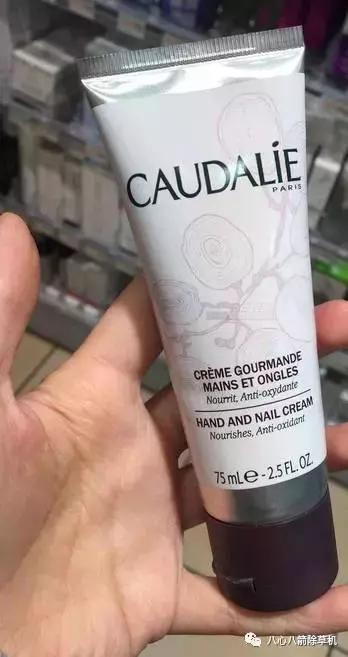 CAUDALIE
PARIS
CRÈME GOURMANDE
MAINS ET ONGLES
Nourrit, Anti-oxydante
HAND AND NAIL CREAM
Nourishes, Anti-oxidant
75 mLe - 2.5 FL. OZ.
八心八箭除草机